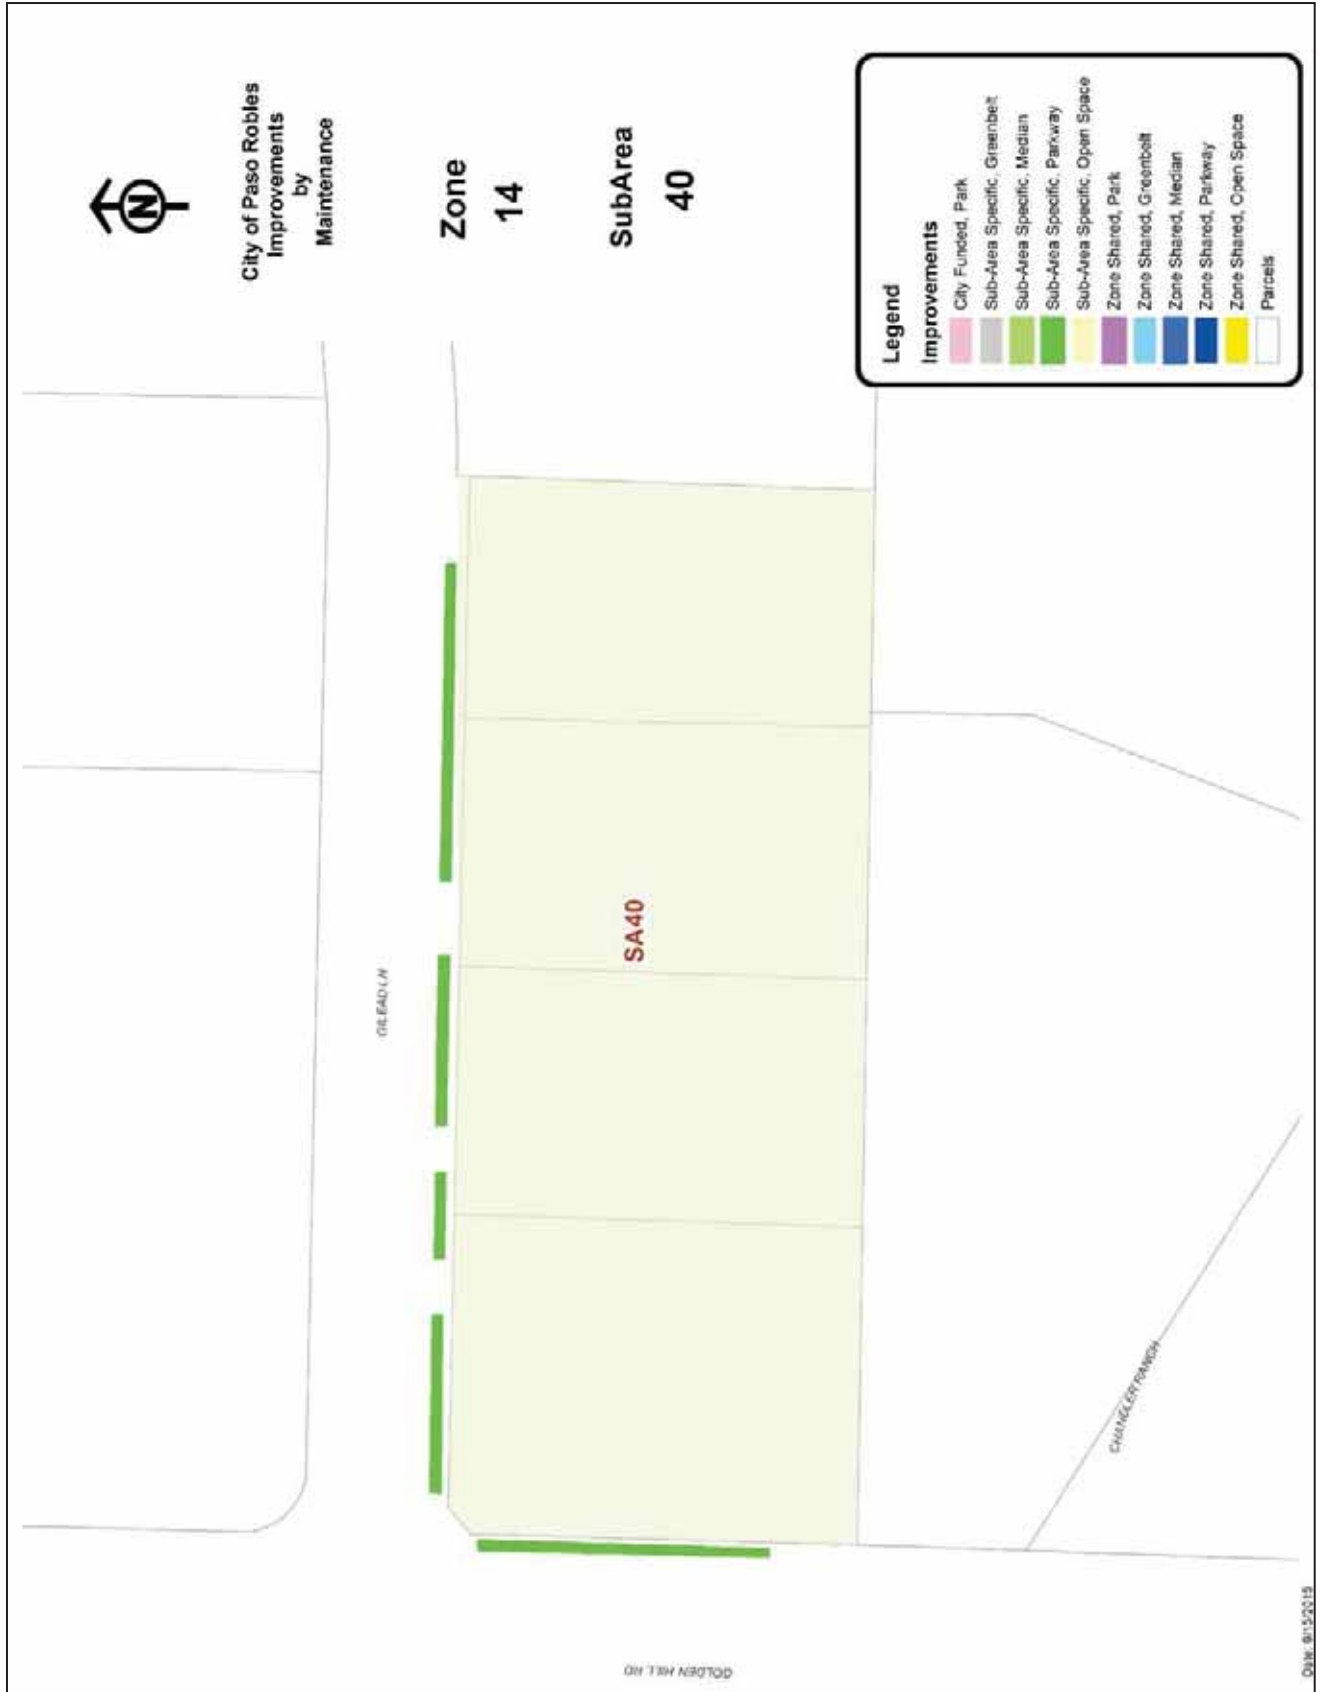 N
City of Paso Robles
Improvements
by
Maintenance
Zone
14
SubArea
40
GILEAD LN
SA40
CHANDLER RANCH
GOLDEN HILL RD
Legend
Improvements
City Funded, Park
Sub-Area Specific, Greenbelt
Sub-Area Specific, Median
Sub-Area Specific, Parkway
Sub-Area Specific, Open Space
Zone Shared, Park
Zone Shared, Greenbelt
Zone Shared, Median
Zone Shared, Parkway
Zone Shared, Open Space
Parcels
Date: